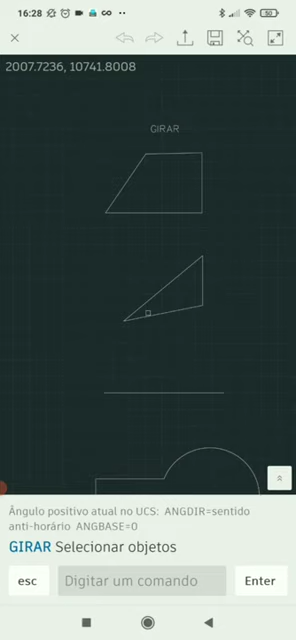 16:28
50
2007.7236, 10741.8008
GIRAR
Ângulo positivo atual no UCS: ANGDIR=sentido
anti-horário ANGBASE=0
GIRAR Selecionar objetos
esc
Digitar um comando
Enter